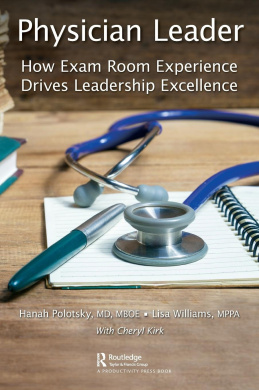 Physician Leader
How Exam Room Experience
Drives Leadership Excellence
Hanah Polotsky, MD, MBOE ▪ Lisa Williams, MPPA
With Cheryl Kirk
R Routledge
Taylor & Francis Group
A PRODUCTIVITY PRESS BOOK